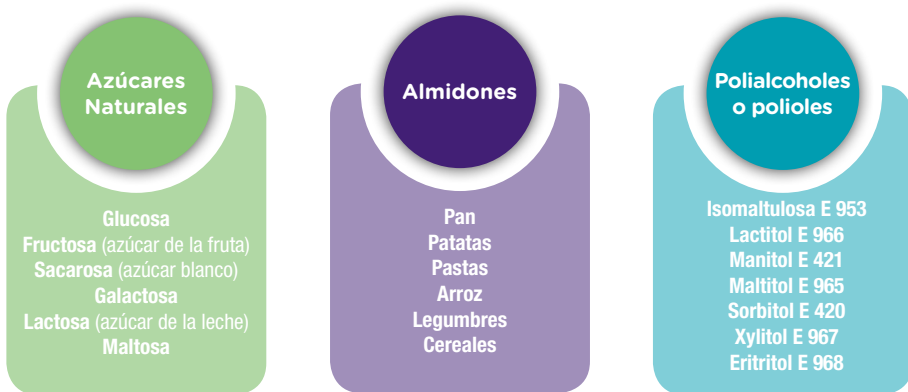 Azúcares
Naturales
Glucosa
Fructosa (azúcar de la fruta)
Sacarosa (azúcar blanco)
Galactosa
Lactosa (azúcar de la leche)
Maltosa
Almidones
Pan
Patatas
Pastas
Arroz
Legumbres
Cereales
Polialcoholes
o polioles
Isomaltulosa E 953
Lactitol E 966
Manitol E 421
Maltitol E 965
Sorbitol E 420
Xylitol E 967
Eritritol E 968